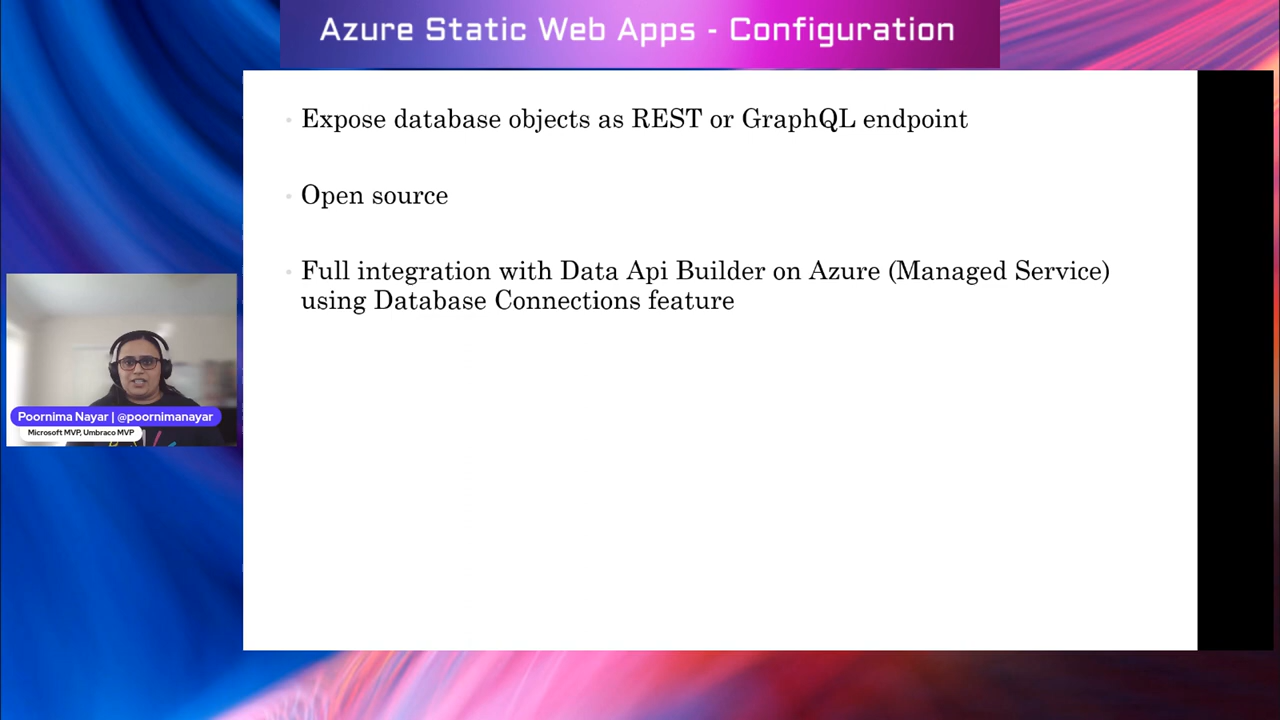 Azure Static Web Apps - Configuration
Expose database objects as REST or GraphQL endpoint
Open source
Full integration with Data Api Builder on Azure (Managed Service)
using Database Connections feature
Poornima Nayar | @poornimanayar
Microsoft MVP, Umbraco MVP